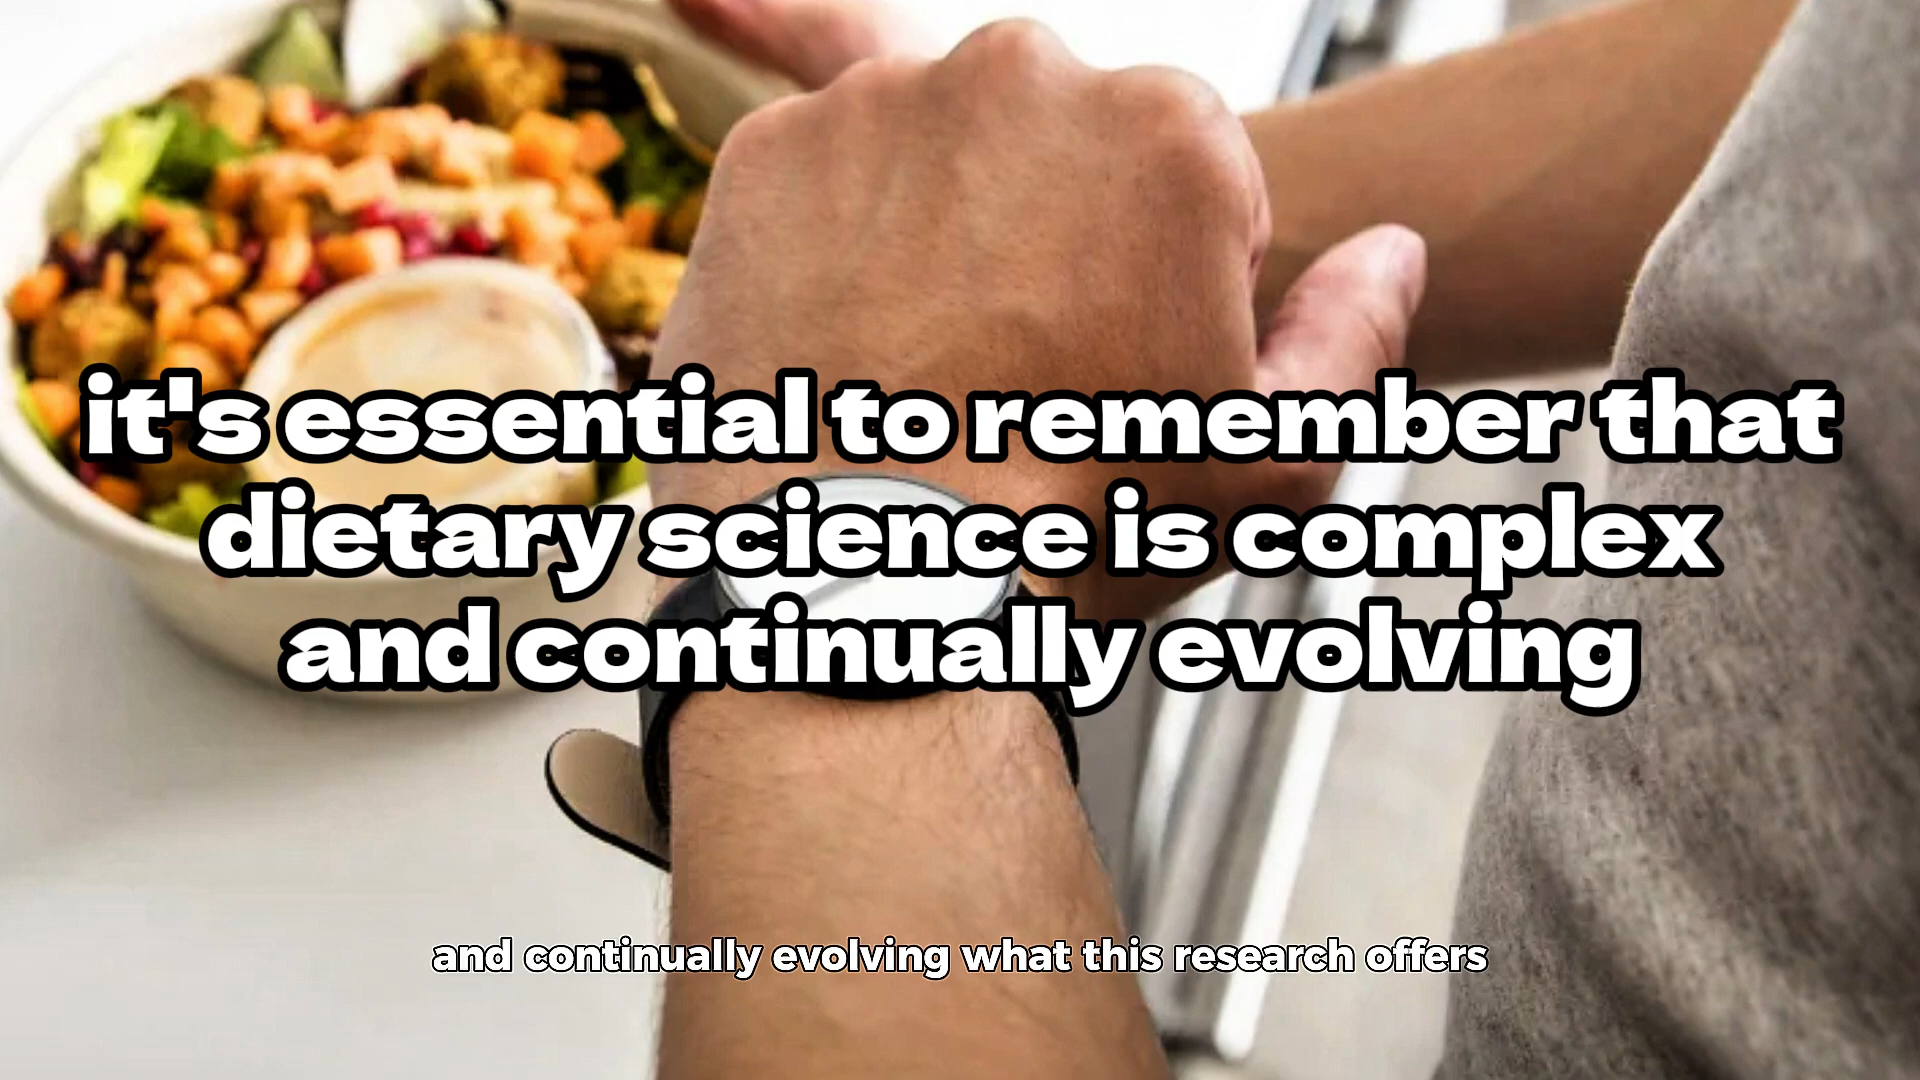 it's essential to remember that
dietary science is complex
and continually evolving
and continually evolving what this research offers